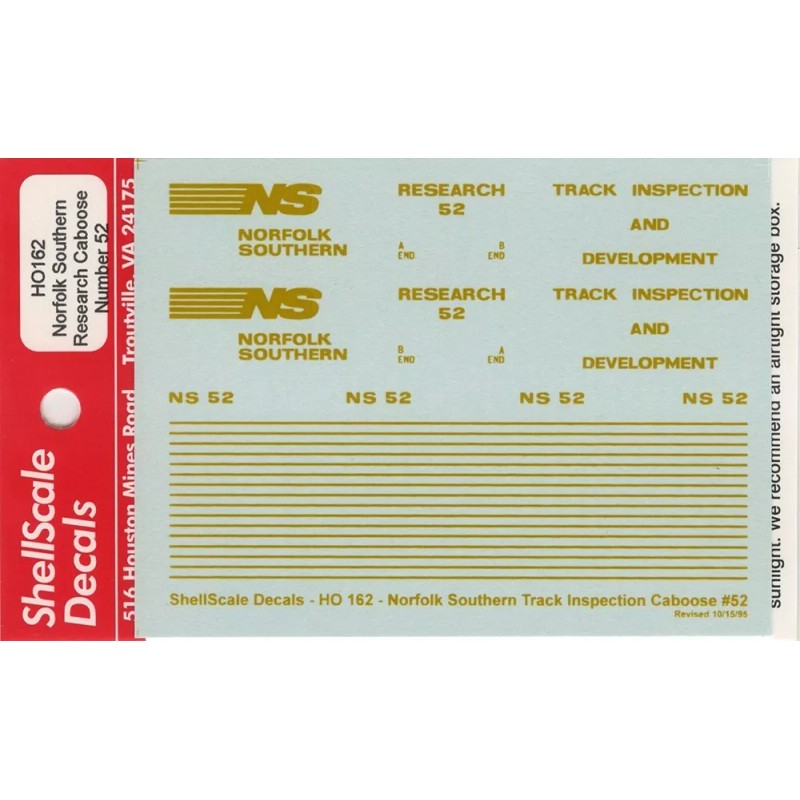 HO162
Norfolk Southern
Research Caboose
Number 52
ShellScale
Decals
516 Houston Mines Road Troutville, VA 24175
NS
NORFOLK
SOUTHERN
RESEARCH
52
A
END
B
END
TRACK INSPECTION
AND
DEVELOPMENT
NS
NORFOLK
SOUTHERN
RESEARCH
52
B
END
A
END
TRACK INSPECTION
AND
DEVELOPMENT
NS 52 NS 52 NS 52 NS 52
ShellScale Decals - HO 162 - Norfolk Southern Track Inspection Caboose #52
Revised 10/15/95
sunlight. We recommend an airtight storage box.